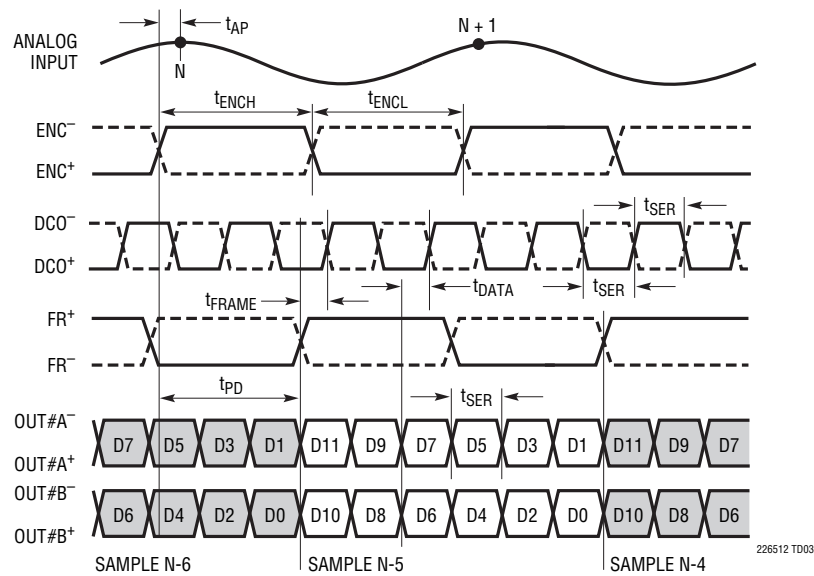 tAP
ANALOG
INPUT
N
N + 1
tENCH
tENCL
ENC–
ENC+
DCO–
DCO+
tSER
tFRAME
tDATA
tSER
FR+
FR–
tPD
tSER
OUT#A–
D7 D5 D3 D1 D11 D9 D7 D5 D3 D1 D11 D9 D7
OUT#A+
OUT#B–
D6 D4 D2 D0 D10 D8 D6 D4 D2 D0 D10 D8 D6
OUT#B+
SAMPLE N-6
SAMPLE N-5
SAMPLE N-4
226512 TD03